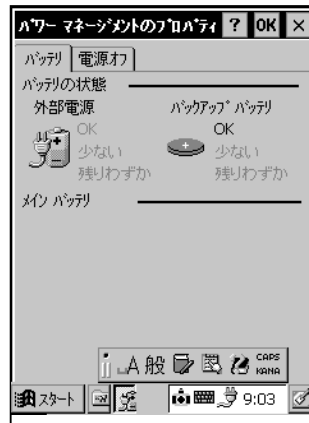 ﾊﾟﾜｰ ﾏﾈｰｼﾞﾒﾝﾄのﾌﾟﾛﾊﾟﾃｨ ? OK ×
ﾊﾞｯﾃﾘ 電源ｵﾌ
ﾊﾞｯﾃﾘの状態
外部電源 ﾊﾞｯｸｱｯﾌﾟ ﾊﾞｯﾃﾘ
OK OK
少ない 少ない
残りわずか 残りわずか
ﾒｲﾝ ﾊﾞｯﾃﾘ
A 般 CAPS
KANA
ｽﾀｰﾄ 9:03